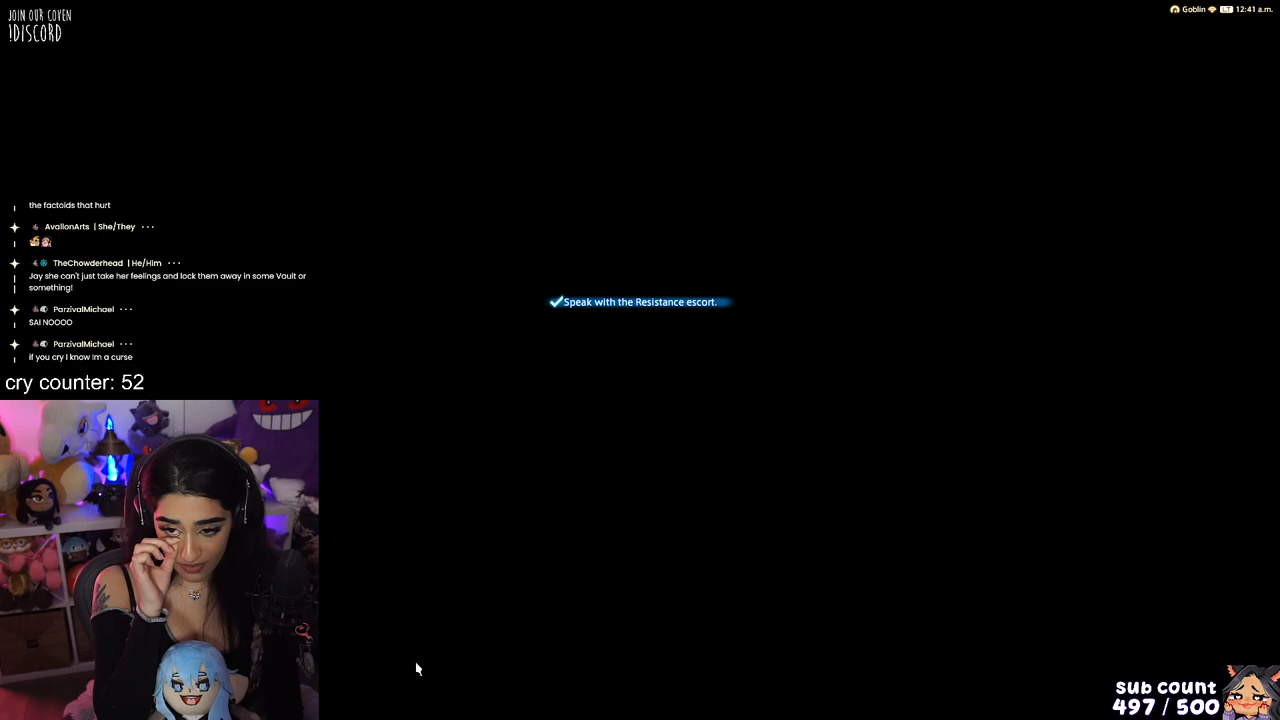 JOIN OUR COVEN
!DISCORD
Goblin LT 12:41 a.m.
the factoids that hurt
AvallonArts | She/They ···
TheChowderhead | He/Him ···
Jay she can't just take her feelings and lock them away in some Vault or
something!
ParzivalMichael ···
SAI NOOOO
ParzivalMichael ···
if you cry I know Im a curse
cry counter: 52
Speak with the Resistance escort.
sub count
497 / 500